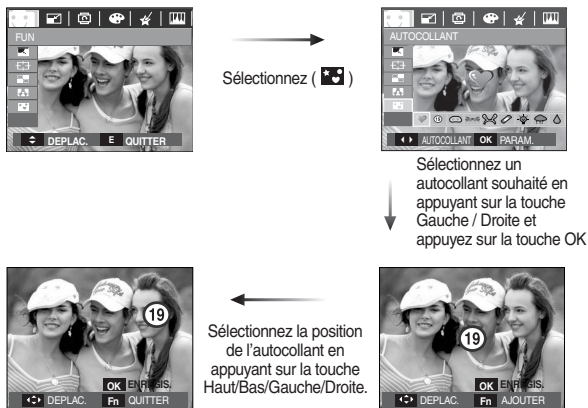 FUN
DEPLAC. E QUITTER
Sélectionnez ( )
AUTOCOLLANT
AUTOCOLLANT OK PARAM.
Sélectionnez un
autocollant souhaité en
appuyant sur la touche
Gauche / Droite et
appuyez sur la touche OK
19
OK ENREGIS.
DEPLAC. Fn QUITTER
Sélectionnez la position
de l'autocollant en
appuyant sur la touche
Haut/Bas/Gauche/Droite.
19
OK ENREGIS.
DEPLAC. Fn AJOUTER